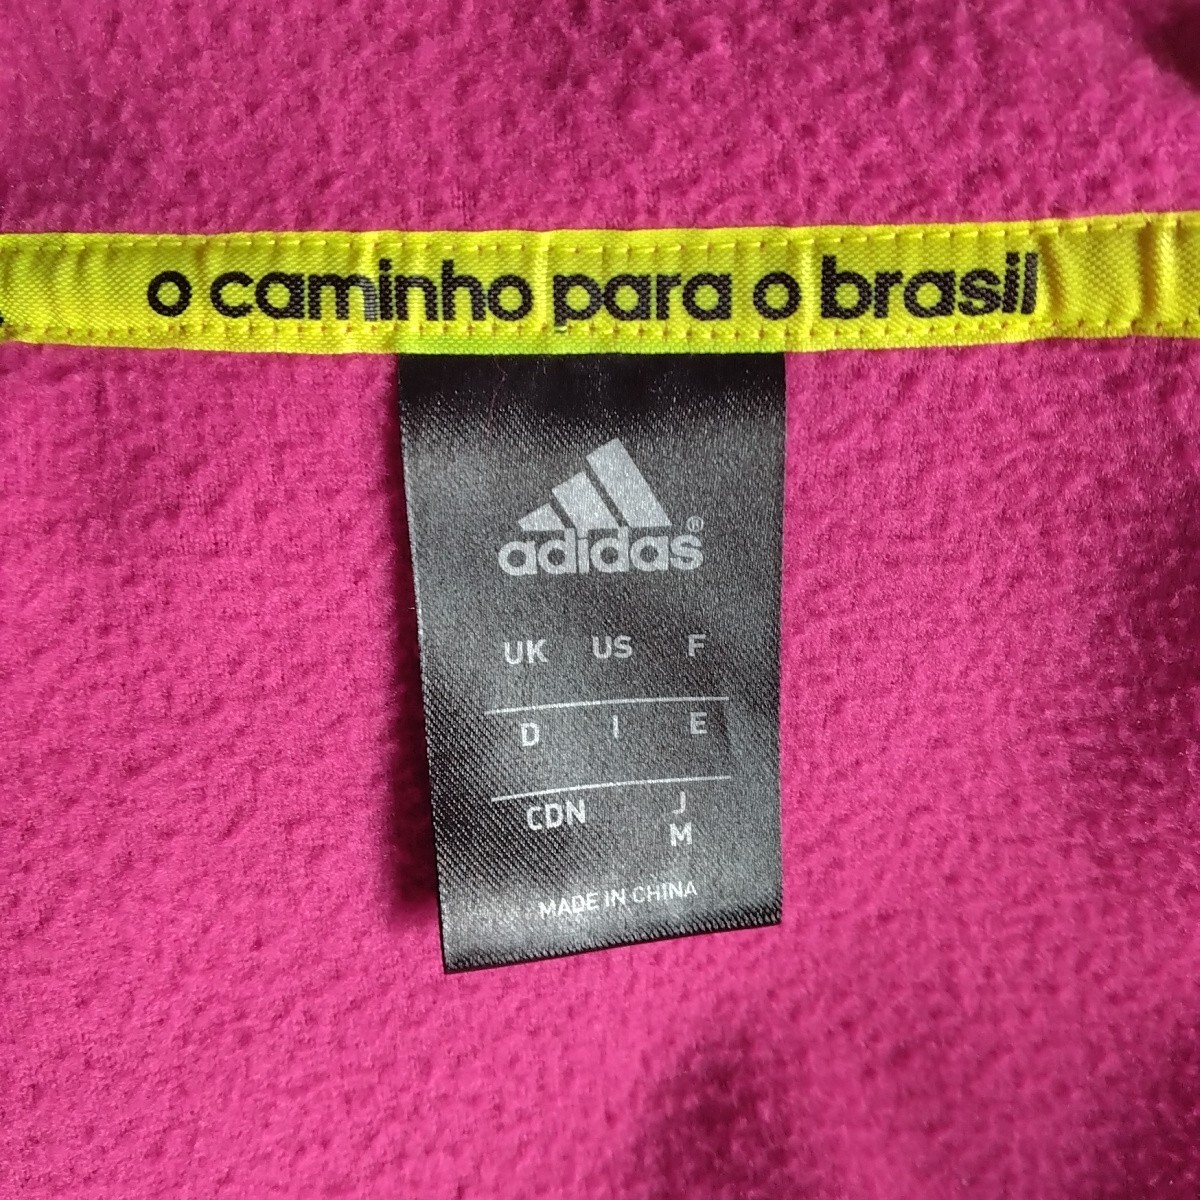 o caminho para o brasil
adidas®
UK US F
D I E
CDN J
M
MADE IN CHINA